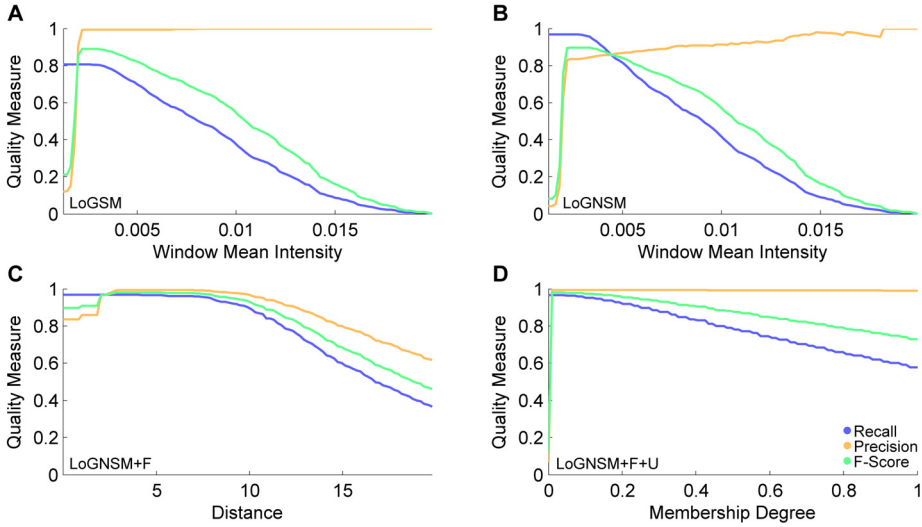 A
Quality Measure
1
0.8
0.6
0.4
0.2
0
LoGSM
0.005
0.01
0.015
Window Mean Intensity
B
Quality Measure
1
0.8
0.6
0.4
0.2
0
LoGNSM
0.005
0.01
0.015
Window Mean Intensity
C
Quality Measure
1
0.8
0.6
0.4
0.2
0
LoGNSM+F
5
10
15
Distance
D
Quality Measure
1
0.8
0.6
0.4
0.2
0
LoGNSM+F+U
Recall
Precision
F-Score
0
0.2
0.4
0.6
0.8
1
Membership Degree